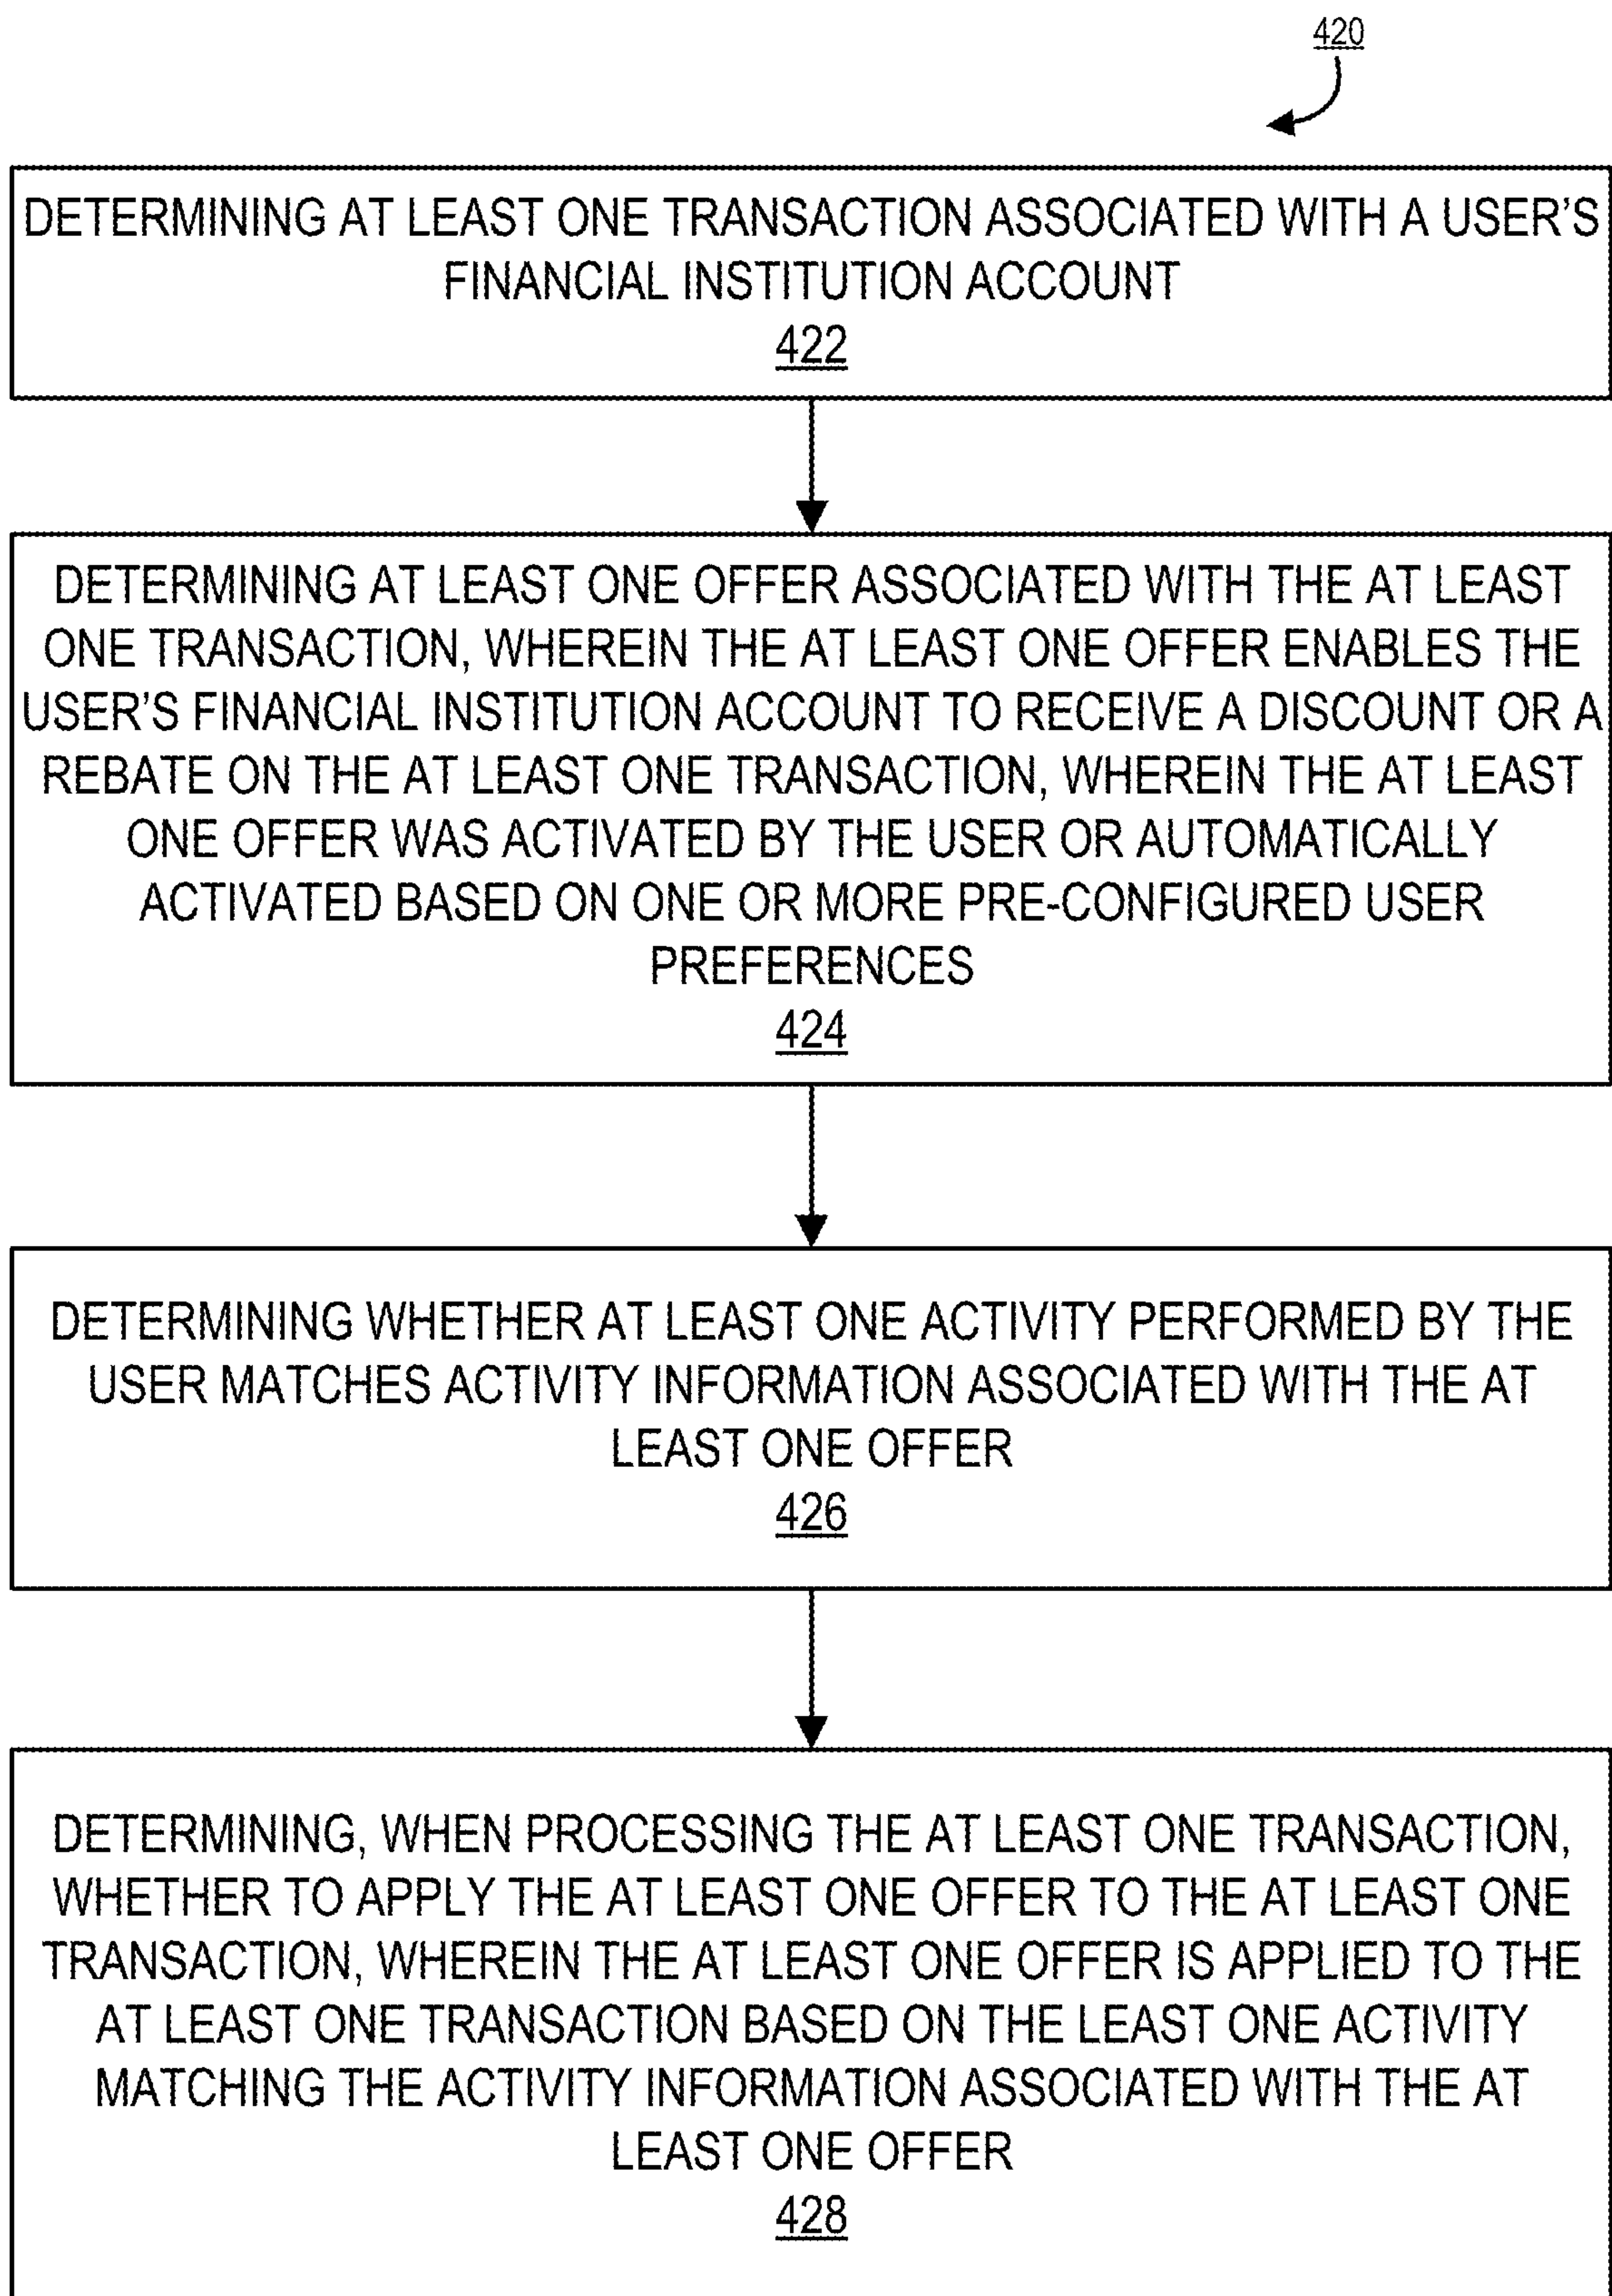 420
DETERMINING AT LEAST ONE TRANSACTION ASSOCIATED WITH A USER'S
FINANCIAL INSTITUTION ACCOUNT
422
DETERMINING AT LEAST ONE OFFER ASSOCIATED WITH THE AT LEAST
ONE TRANSACTION, WHEREIN THE AT LEAST ONE OFFER ENABLES THE
USER'S FINANCIAL INSTITUTION ACCOUNT TO RECEIVE A DISCOUNT OR A
REBATE ON THE AT LEAST ONE TRANSACTION, WHEREIN THE AT LEAST
ONE OFFER WAS ACTIVATED BY THE USER OR AUTOMATICALLY
ACTIVATED BASED ON ONE OR MORE PRE-CONFIGURED USER
PREFERENCES
424
DETERMINING WHETHER AT LEAST ONE ACTIVITY PERFORMED BY THE
USER MATCHES ACTIVITY INFORMATION ASSOCIATED WITH THE AT
LEAST ONE OFFER
426
DETERMINING, WHEN PROCESSING THE AT LEAST ONE TRANSACTION,
WHETHER TO APPLY THE AT LEAST ONE OFFER TO THE AT LEAST ONE
TRANSACTION, WHEREIN THE AT LEAST ONE OFFER IS APPLIED TO THE
AT LEAST ONE TRANSACTION BASED ON THE LEAST ONE ACTIVITY
MATCHING THE ACTIVITY INFORMATION ASSOCIATED WITH THE AT
LEAST ONE OFFER
428